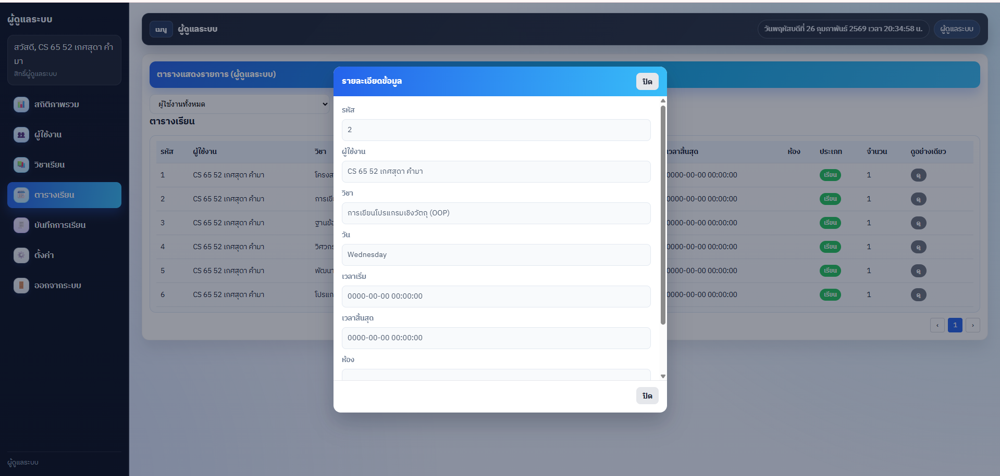 ผู้ดูแลระบบ
สวัสดี, CS 65 52 เกศสุดา คำ
มา
สิทธิ์ผู้ดูแลระบบ
สถิติภาพรวม
ผู้ใช้งาน
วิชาเรียน
ตารางเรียน
บันทึกการเรียน
ตั้งค่า
ออกจากระบบ
ผู้ดูแลระบบ
เมนู ผู้ดูแลระบบ วันพฤหัสบดีที่ 26 กุมภาพันธ์ 2569 เวลา 20:34:58 น. ผู้ดูแลระบบ
ตารางแสดงรายการ (ผู้ดูแลระบบ)
ผู้ใช้งานทั้งหมด
ตารางเรียน
รหัส ผู้ใช้งาน วิชา เวลาสิ้นสุด ห้อง ประเภท จำนวน ดูอย่างเดียว
1 CS 65 52 เกศสุดา คำมา โครงส 0000-00-00 00:00:00 เรียน 1 ดู
2 CS 65 52 เกศสุดา คำมา การเขีย 0000-00-00 00:00:00 เรียน 1 ดู
3 CS 65 52 เกศสุดา คำมา ฐานข้อ 0000-00-00 00:00:00 เรียน 1 ดู
4 CS 65 52 เกศสุดา คำมา วิศวกร 0000-00-00 00:00:00 เรียน 1 ดู
5 CS 65 52 เกศสุดา คำมา พัฒนา 0000-00-00 00:00:00 เรียน 1 ดู
6 CS 65 52 เกศสุดา คำมา โปรแก 0000-00-00 00:00:00 เรียน 1 ดู
‹ 1 ›
รายละเอียดข้อมูล ปิด
รหัส
2
ผู้ใช้งาน
CS 65 52 เกศสุดา คำมา
วิชา
การเขียนโปรแกรมเชิงวัตถุ (OOP)
วัน
Wednesday
เวลาเริ่ม
0000-00-00 00:00:00
เวลาสิ้นสุด
0000-00-00 00:00:00
ห้อง
ปิด